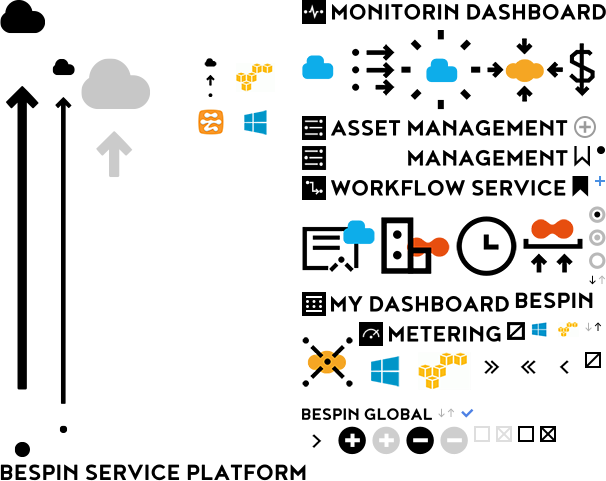 MONITORIN DASHBOARD
ASSET MANAGEMENT
MANAGEMENT
WORKFLOW SERVICE
MY DASHBOARD BESPIN
METERING
BESPIN GLOBAL
BESPIN SERVICE PLATFORM